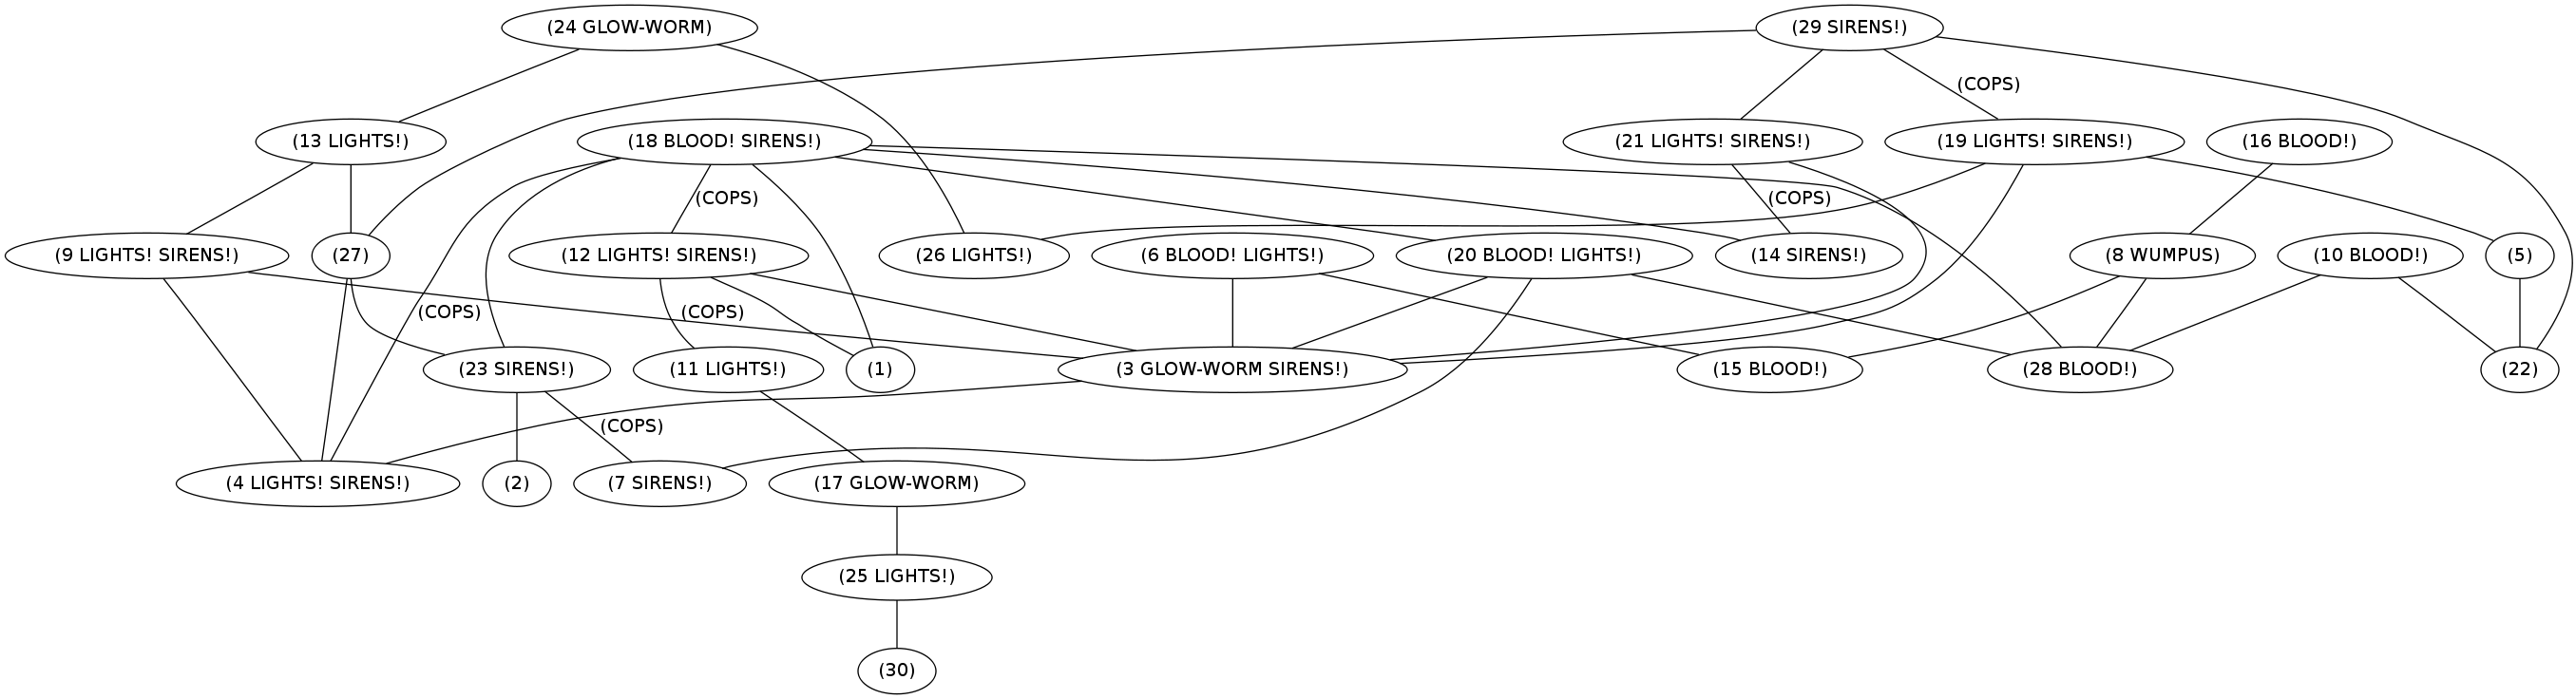 (24 GLOW-WORM)
(29 SIRENS!)
(COPS)
(13 LIGHTS!)
(18 BLOOD! SIRENS!)
(21 LIGHTS! SIRENS!)
(19 LIGHTS! SIRENS!)
(16 BLOOD!)
(COPS)
(COPS)
(9 LIGHTS! SIRENS!)
(27)
(12 LIGHTS! SIRENS!)
(26 LIGHTS!)
(6 BLOOD! LIGHTS!)
(20 BLOOD! LIGHTS!)
(14 SIRENS!)
(8 WUMPUS)
(10 BLOOD!)
(5)
(COPS)
(COPS)
(23 SIRENS!)
(11 LIGHTS!)
(1)
(3 GLOW-WORM SIRENS!)
(15 BLOOD!)
(28 BLOOD!)
(22)
(COPS)
(4 LIGHTS! SIRENS!)
(2)
(7 SIRENS!)
(17 GLOW-WORM)
(25 LIGHTS!)
(30)